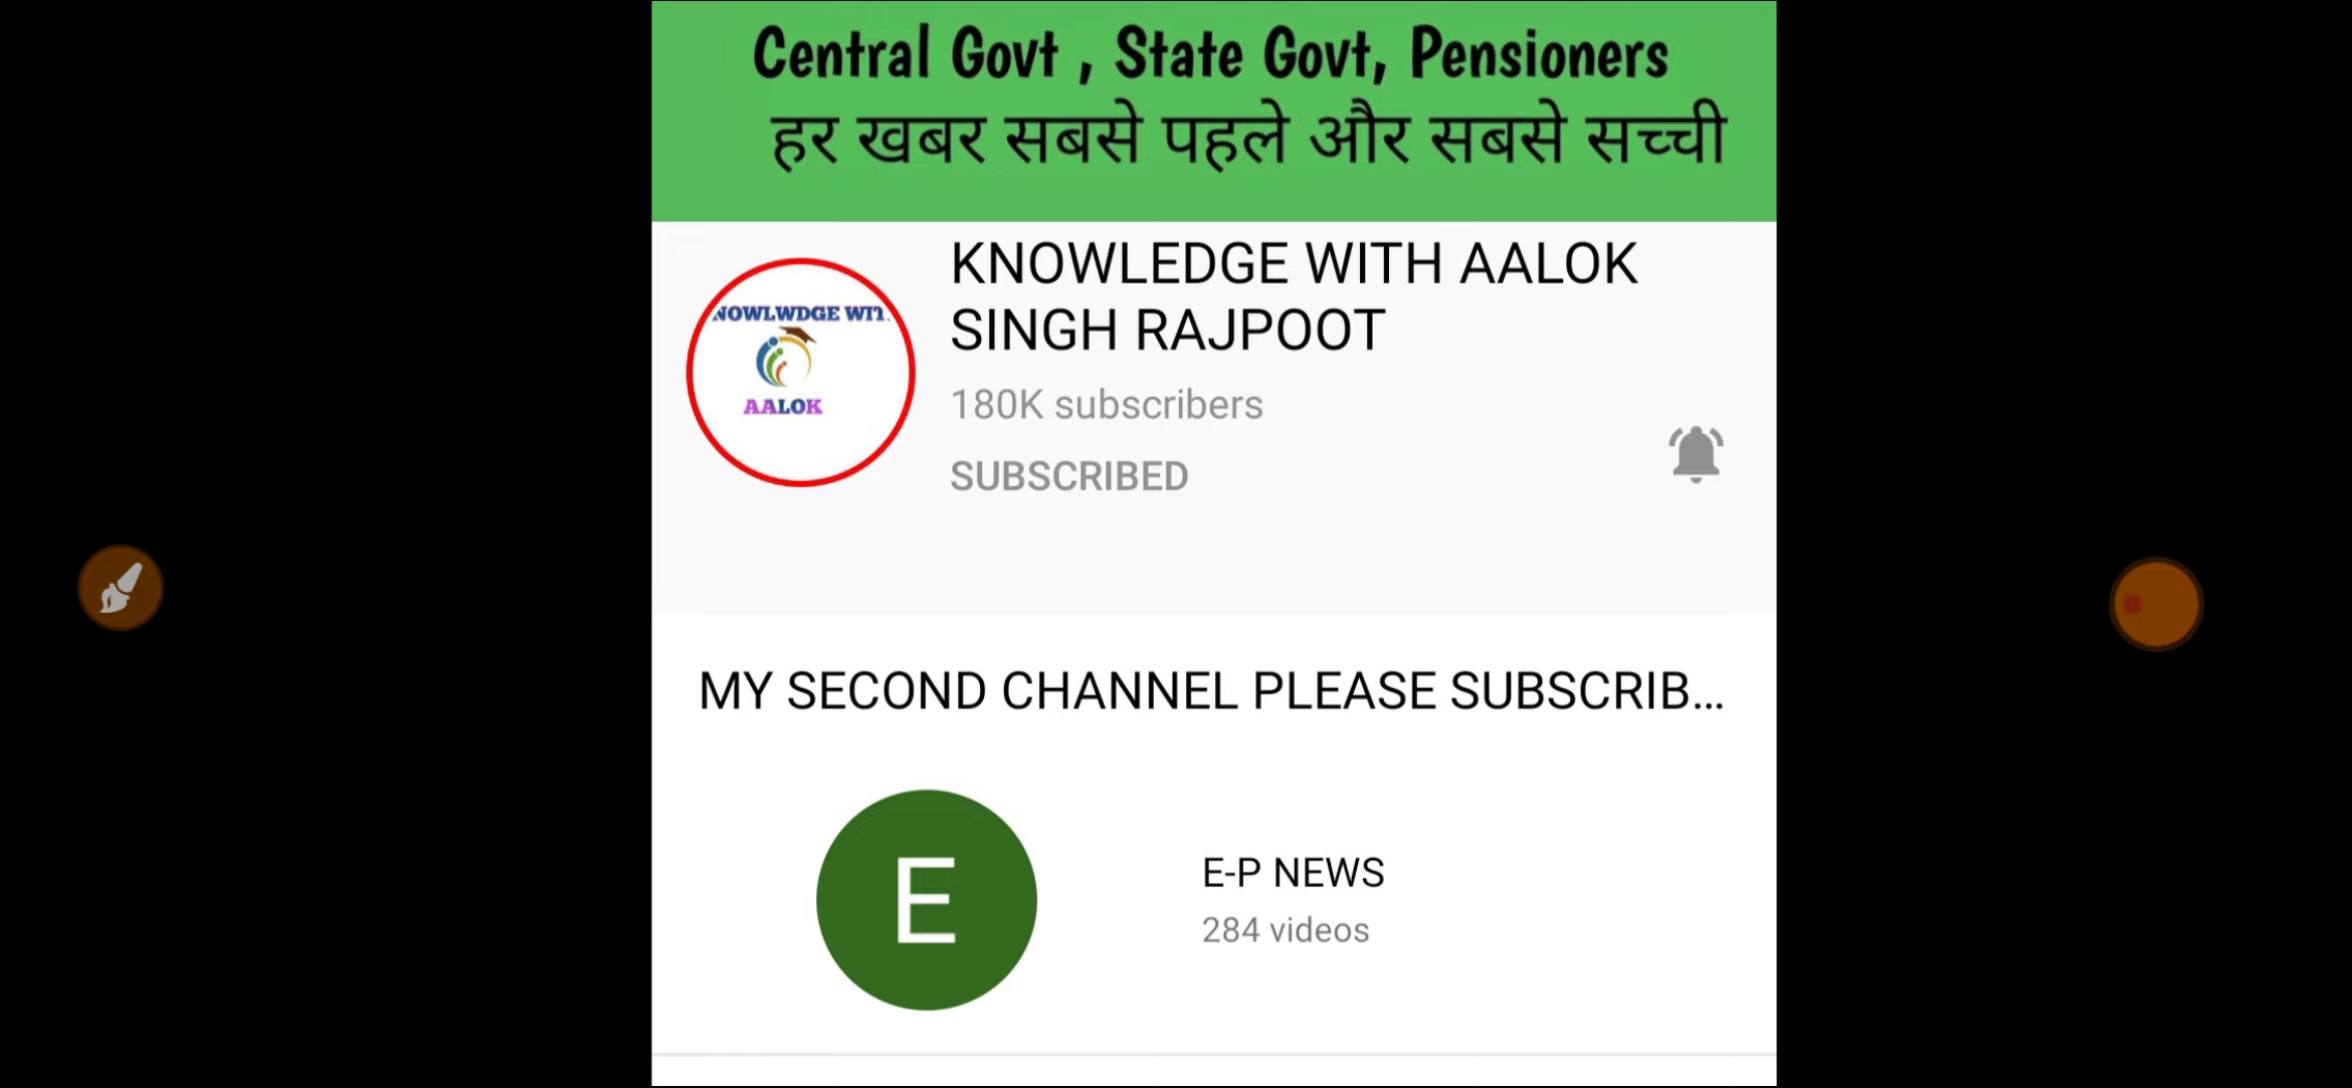 Central Govt , State Govt, Pensioners
हर खबर सबसे पहले और सबसे सच्ची
KNOWLEDGE WITH AALOK
SINGH RAJPOOT
180K subscribers
SUBSCRIBED
NOWLWDGE WIT
AALOK
MY SECOND CHANNEL PLEASE SUBSCRIB...
E
E-P NEWS
284 videos